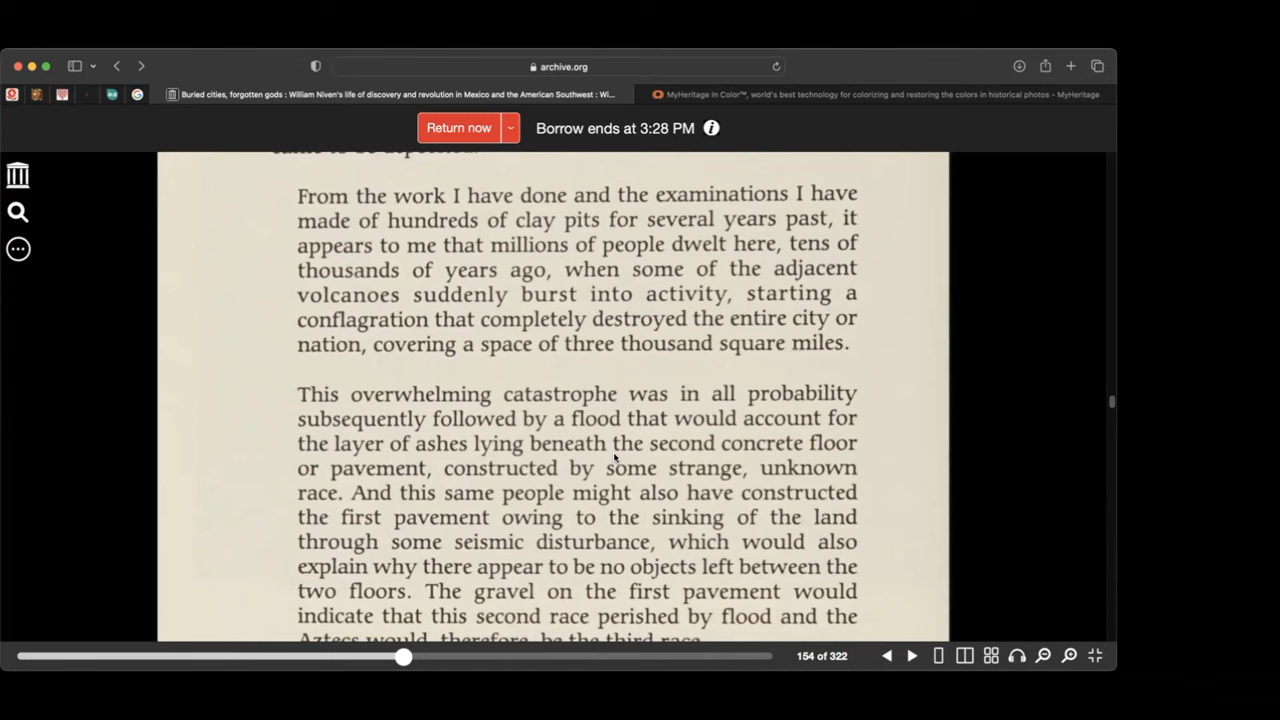 archive.org
Buried cities, forgotten gods : William Niven's life of discovery and revolution in Mexico and the American Southwest : Wi...
MyHeritage In Color™, world's best technology for colorizing and restoring the colors in historical photos - MyHeritage
Return now
Borrow ends at 3:28 PM
From the work I have done and the examinations I have
made of hundreds of clay pits for several years past, it
appears to me that millions of people dwelt here, tens of
thousands of years ago, when some of the adjacent
volcanoes suddenly burst into activity, starting a
conflagration that completely destroyed the entire city or
nation, covering a space of three thousand square miles.
This overwhelming catastrophe was in all probability
subsequently followed by a flood that would account for
the layer of ashes lying beneath the second concrete floor
or pavement, constructed by some strange, unknown
race. And this same people might also have constructed
the first pavement owing to the sinking of the land
through some seismic disturbance, which would also
explain why there appear to be no objects left between the
two floors. The gravel on the first pavement would
indicate that this second race perished by flood and the
Aztecs would, therefore, be the third race.
154 of 322